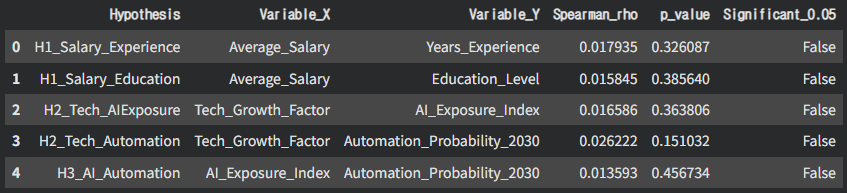 Hypothesis Variable_X Variable_Y Spearman_rho p_value Significant_0.05
0 H1_Salary_Experience Average_Salary Years_Experience 0.017935 0.326087 False
1 H1_Salary_Education Average_Salary Education_Level 0.015845 0.385640 False
2 H2_Tech_AIExposure Tech_Growth_Factor AI_Exposure_Index 0.016586 0.363806 False
3 H2_Tech_Automation Tech_Growth_Factor Automation_Probability_2030 0.026222 0.151032 False
4 H3_AI_Automation AI_Exposure_Index Automation_Probability_2030 0.013593 0.456734 False